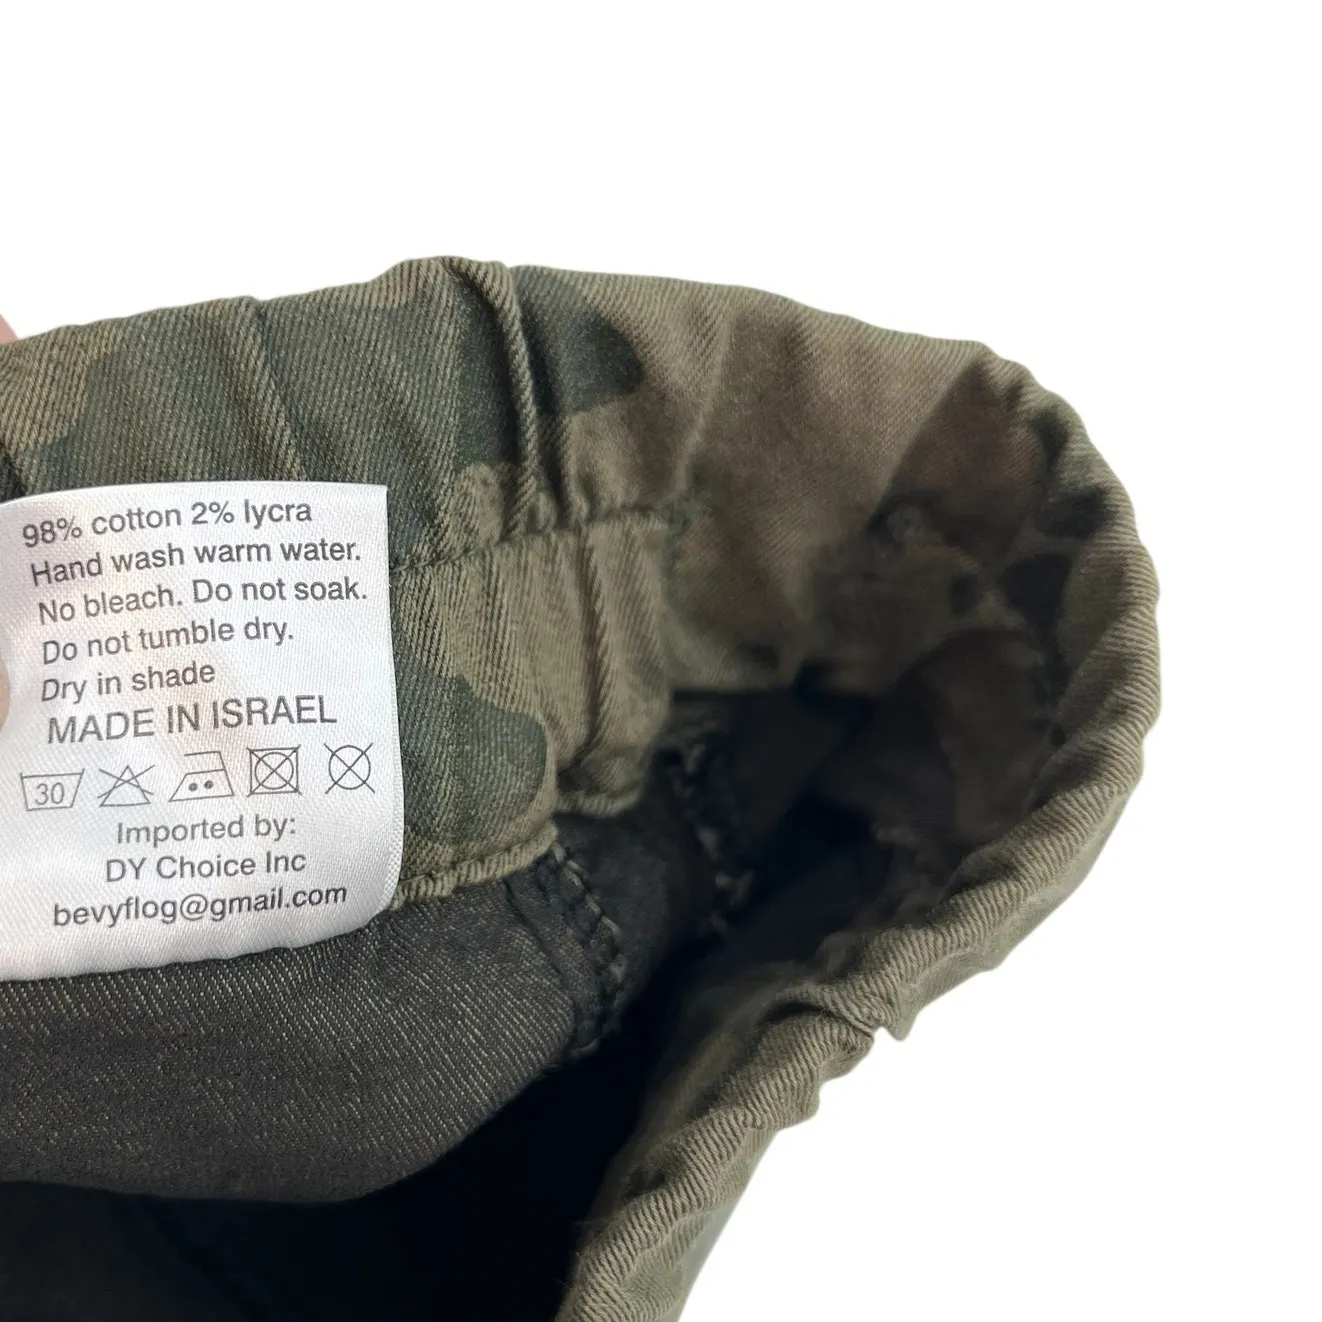 98% cotton 2% lycra
Hand wash warm water.
No bleach. Do not soak.
Do not tumble dry.
Dry in shade
MADE IN ISRAEL
30
Imported by:
DY Choice Inc
bevyflog@gmail.com